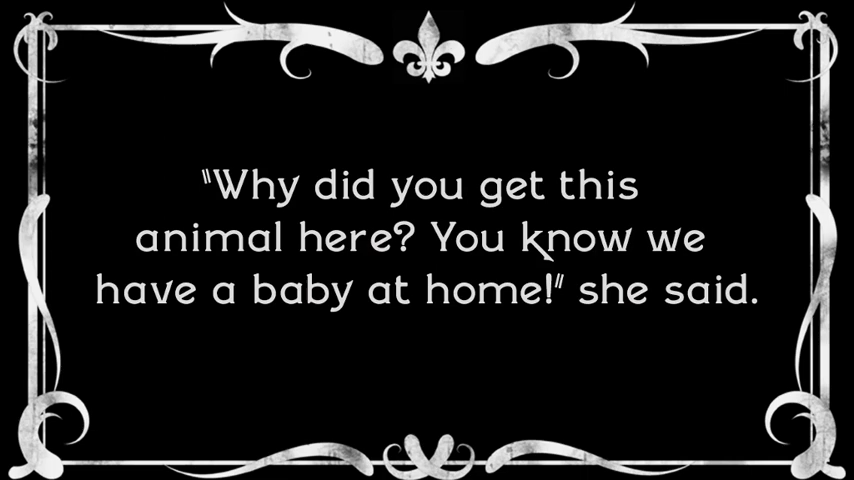 "Why did you get this
animal here? You know we
have a baby at home!" she said.